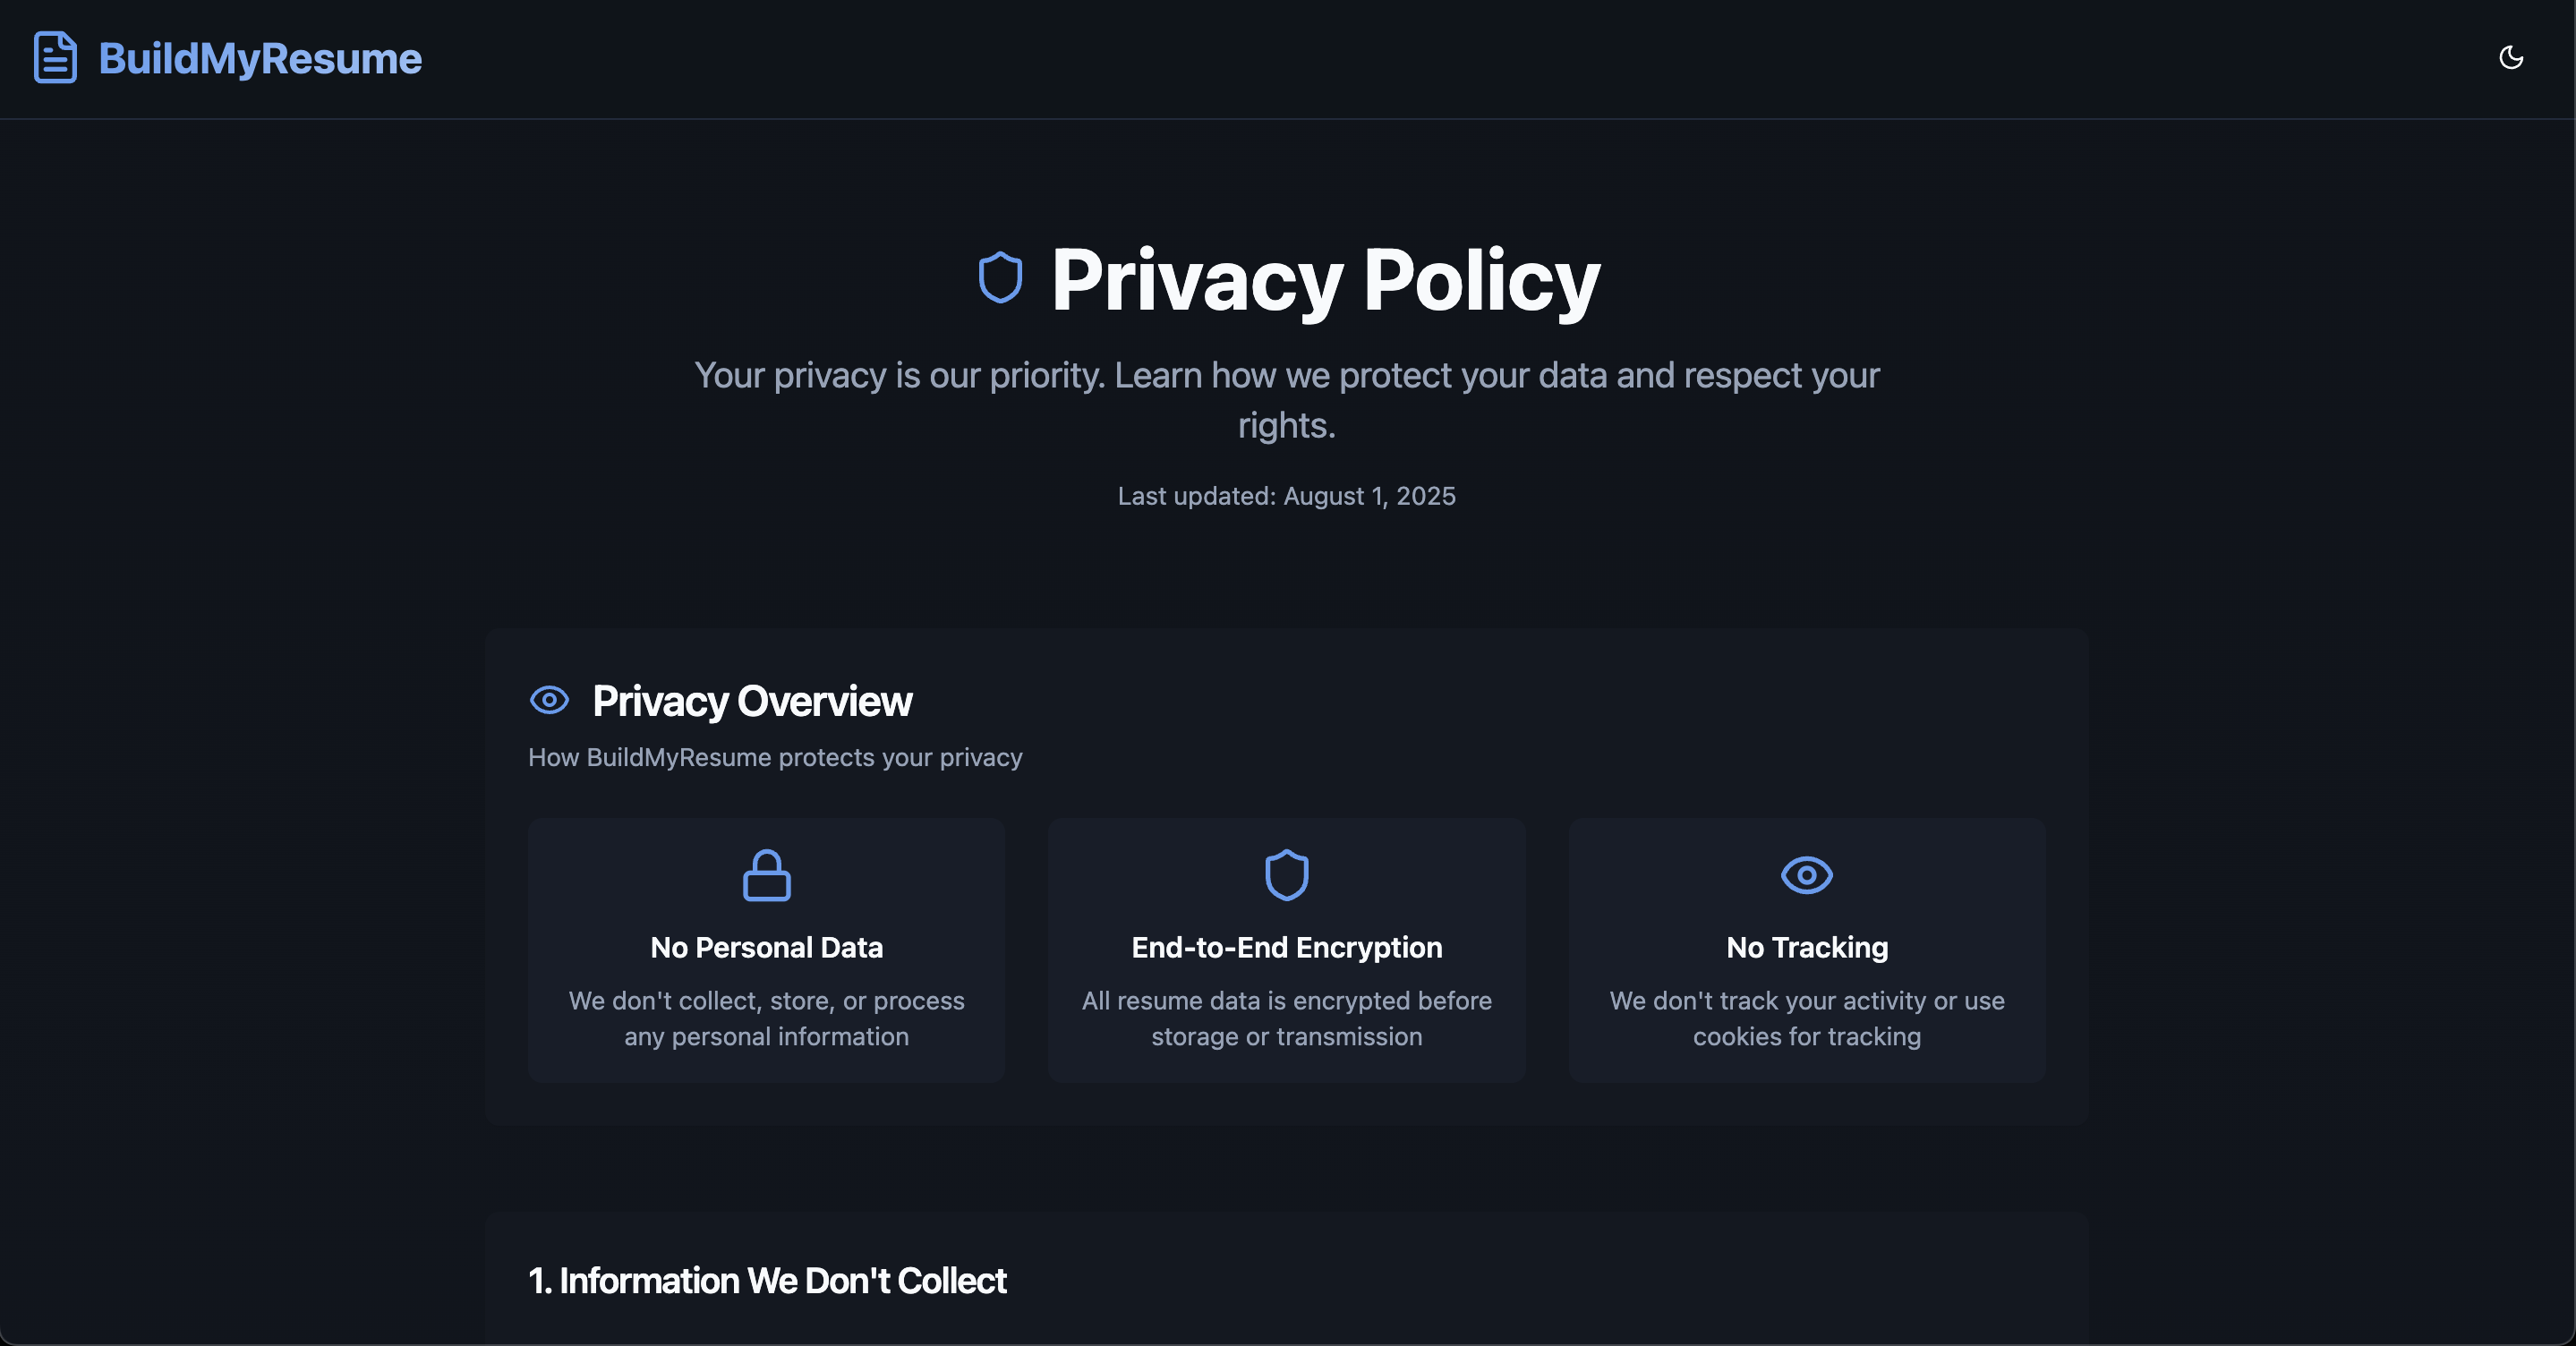 BuildMyResume
Privacy Policy
Your privacy is our priority. Learn how we protect your data and respect your
rights.
Last updated: August 1, 2025
Privacy Overview
How BuildMyResume protects your privacy
No Personal Data
We don't collect, store, or process
any personal information
End-to-End Encryption
All resume data is encrypted before
storage or transmission
No Tracking
We don't track your activity or use
cookies for tracking
1. Information We Don't Collect